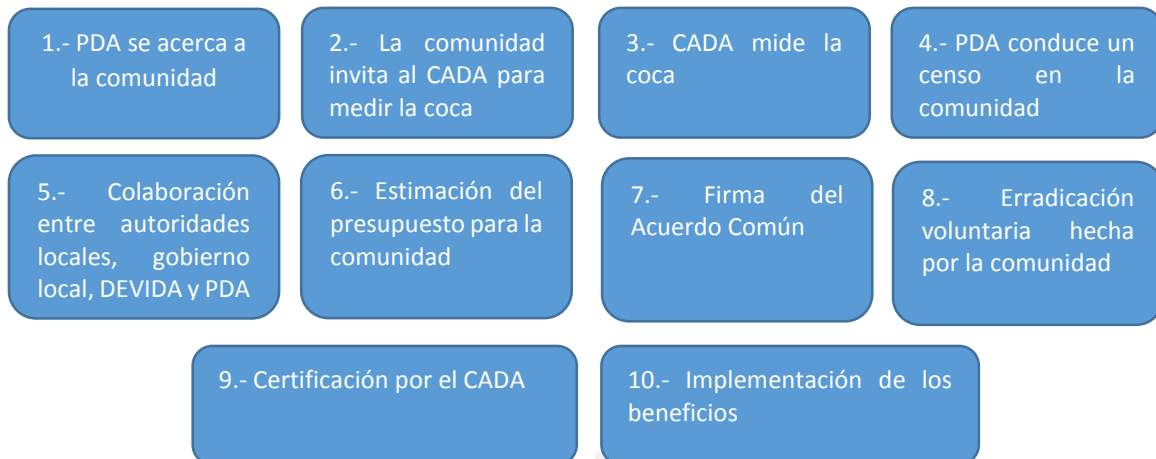 1.- PDA se acerca a
la comunidad
2.- La comunidad
invita al CADA para
medir la coca
3.- CADA mide la
coca
4.- PDA conduce un
censo en la
comunidad
5.- Colaboración
entre autoridades
locales, gobierno
local, DEVIDA y PDA
6.- Estimación del
presupuesto para la
comunidad
7.- Firma del
Acuerdo Común
8.- Erradicación
voluntaria hecha
por la comunidad
9.- Certificación por el CADA
10.- Implementación de los
beneficios